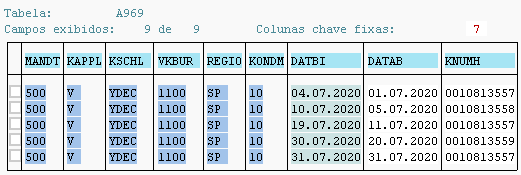 Tabela: A969
Campos exibidos: 9 de 9 Colunas chave fixas: 7
MANDT KAPPL KSCHL VKBUR REGIO KONDM DATBI DATAB KNUMH
500 V YDEC 1100 SP 10 04.07.2020 01.07.2020 0010813557
500 V YDEC 1100 SP 10 10.07.2020 05.07.2020 0010813558
500 V YDEC 1100 SP 10 19.07.2020 11.07.2020 0010813557
500 V YDEC 1100 SP 10 30.07.2020 20.07.2020 0010813559
500 V YDEC 1100 SP 10 31.07.2020 31.07.2020 0010813557